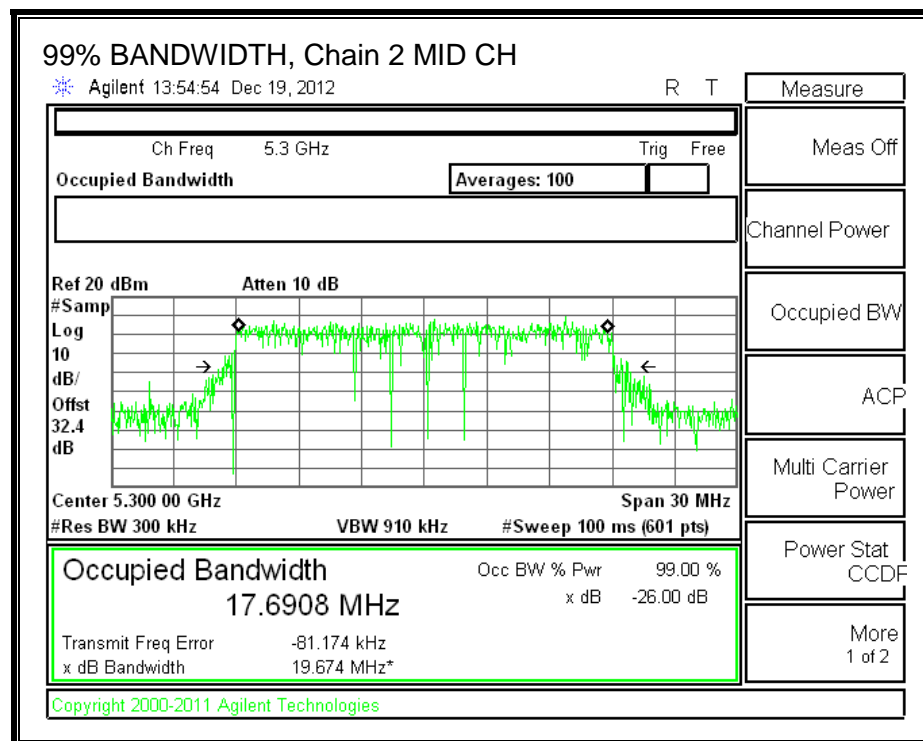 99% BANDWIDTH, Chain 2 MID CH
Agilent 13:54:54 Dec 19, 2012 R T
Measure
Ch Freq 5.3 GHz Trig Free
Occupied Bandwidth Averages: 100
Meas Off
Channel Power
Occupied BW
ACP
Multi Carrier
Power
Power Stat
CCDF
More
1 of 2
Ref 20 dBm Atten 10 dB
#Samp
Log
10
dB/
Offst
32.4
dB
Center 5.300 00 GHz Span 30 MHz
#Res BW 300 kHz VBW 910 kHz #Sweep 100 ms (601 pts)
Occupied Bandwidth Occ BW % Pwr 99.00 %
17.6908 MHz x dB -26.00 dB
Transmit Freq Error -81.174 kHz
x dB Bandwidth 19.674 MHz*
Copyright 2000-2011 Agilent Technologies